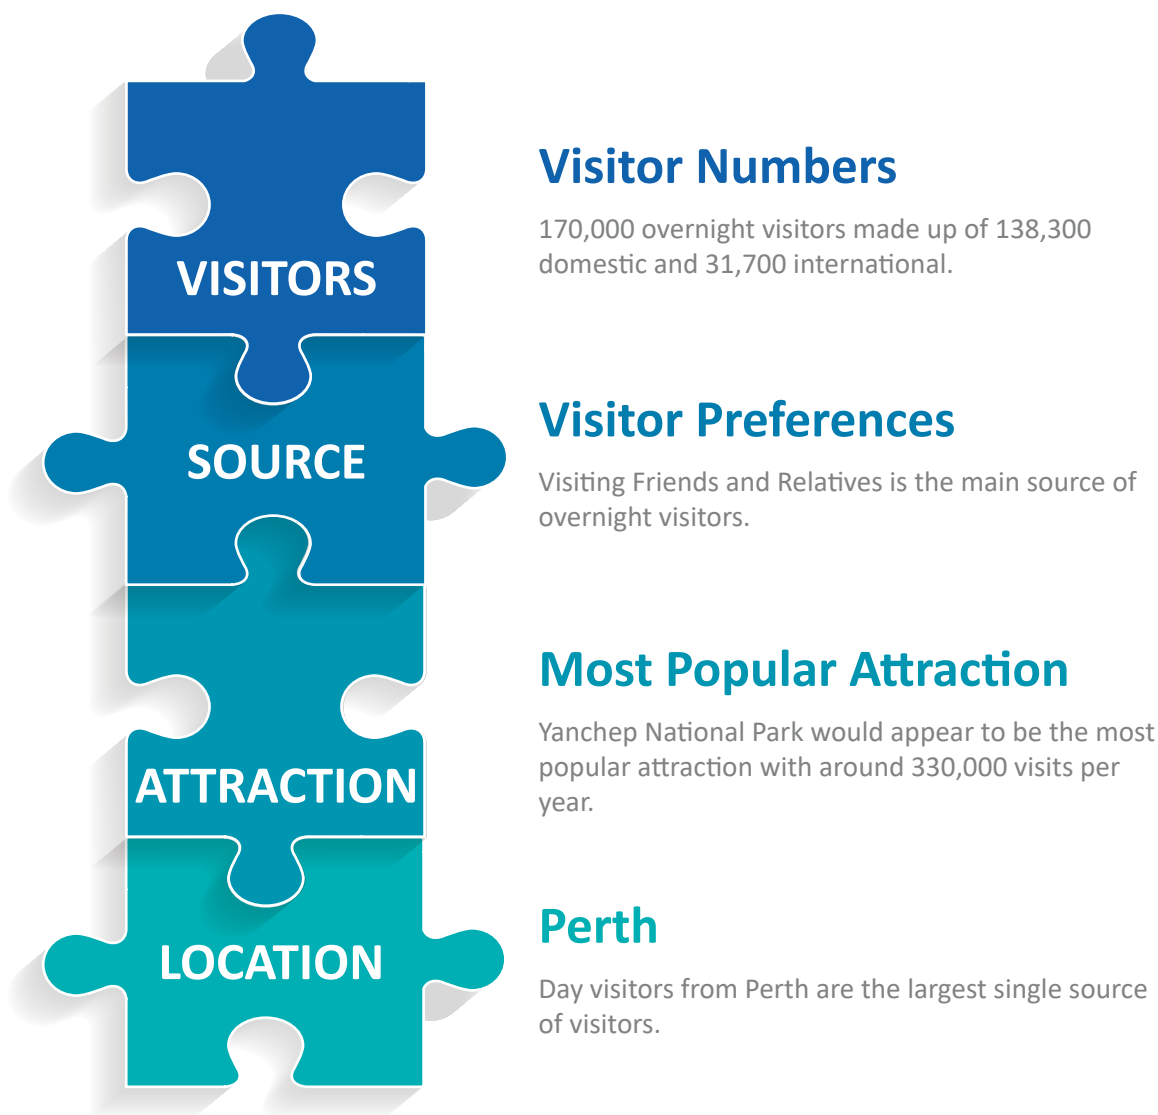 VISITORS
Visitor Numbers
170,000 overnight visitors made up of 138,300
domestic and 31,700 international.
SOURCE
Visitor Preferences
Visiting Friends and Relatives is the main source of
overnight visitors.
ATTRACTION
Most Popular Attraction
Yanchep National Park would appear to be the most
popular attraction with around 330,000 visits per
year.
LOCATION
Perth
Day visitors from Perth are the largest single source
of visitors.